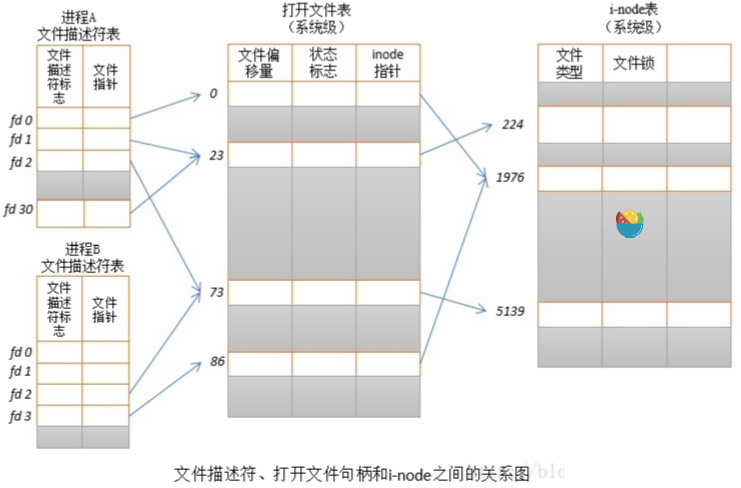 进程A
文件描述符表
文件
描述
符标
志
文件
指针
fd 0
fd 1
fd 2
fd 30
进程B
文件描述符表
文件
描述
符标
志
文件
指针
fd 0
fd 1
fd 2
fd 3
打开文件表
（系统级）
文件偏
移量
状态
标志
inode
指针
0
23
73
86
i-node表
（系统级）
文件
类型
文件锁
224
1976
5139
文件描述符、打开文件句柄和i-node之间的关系图